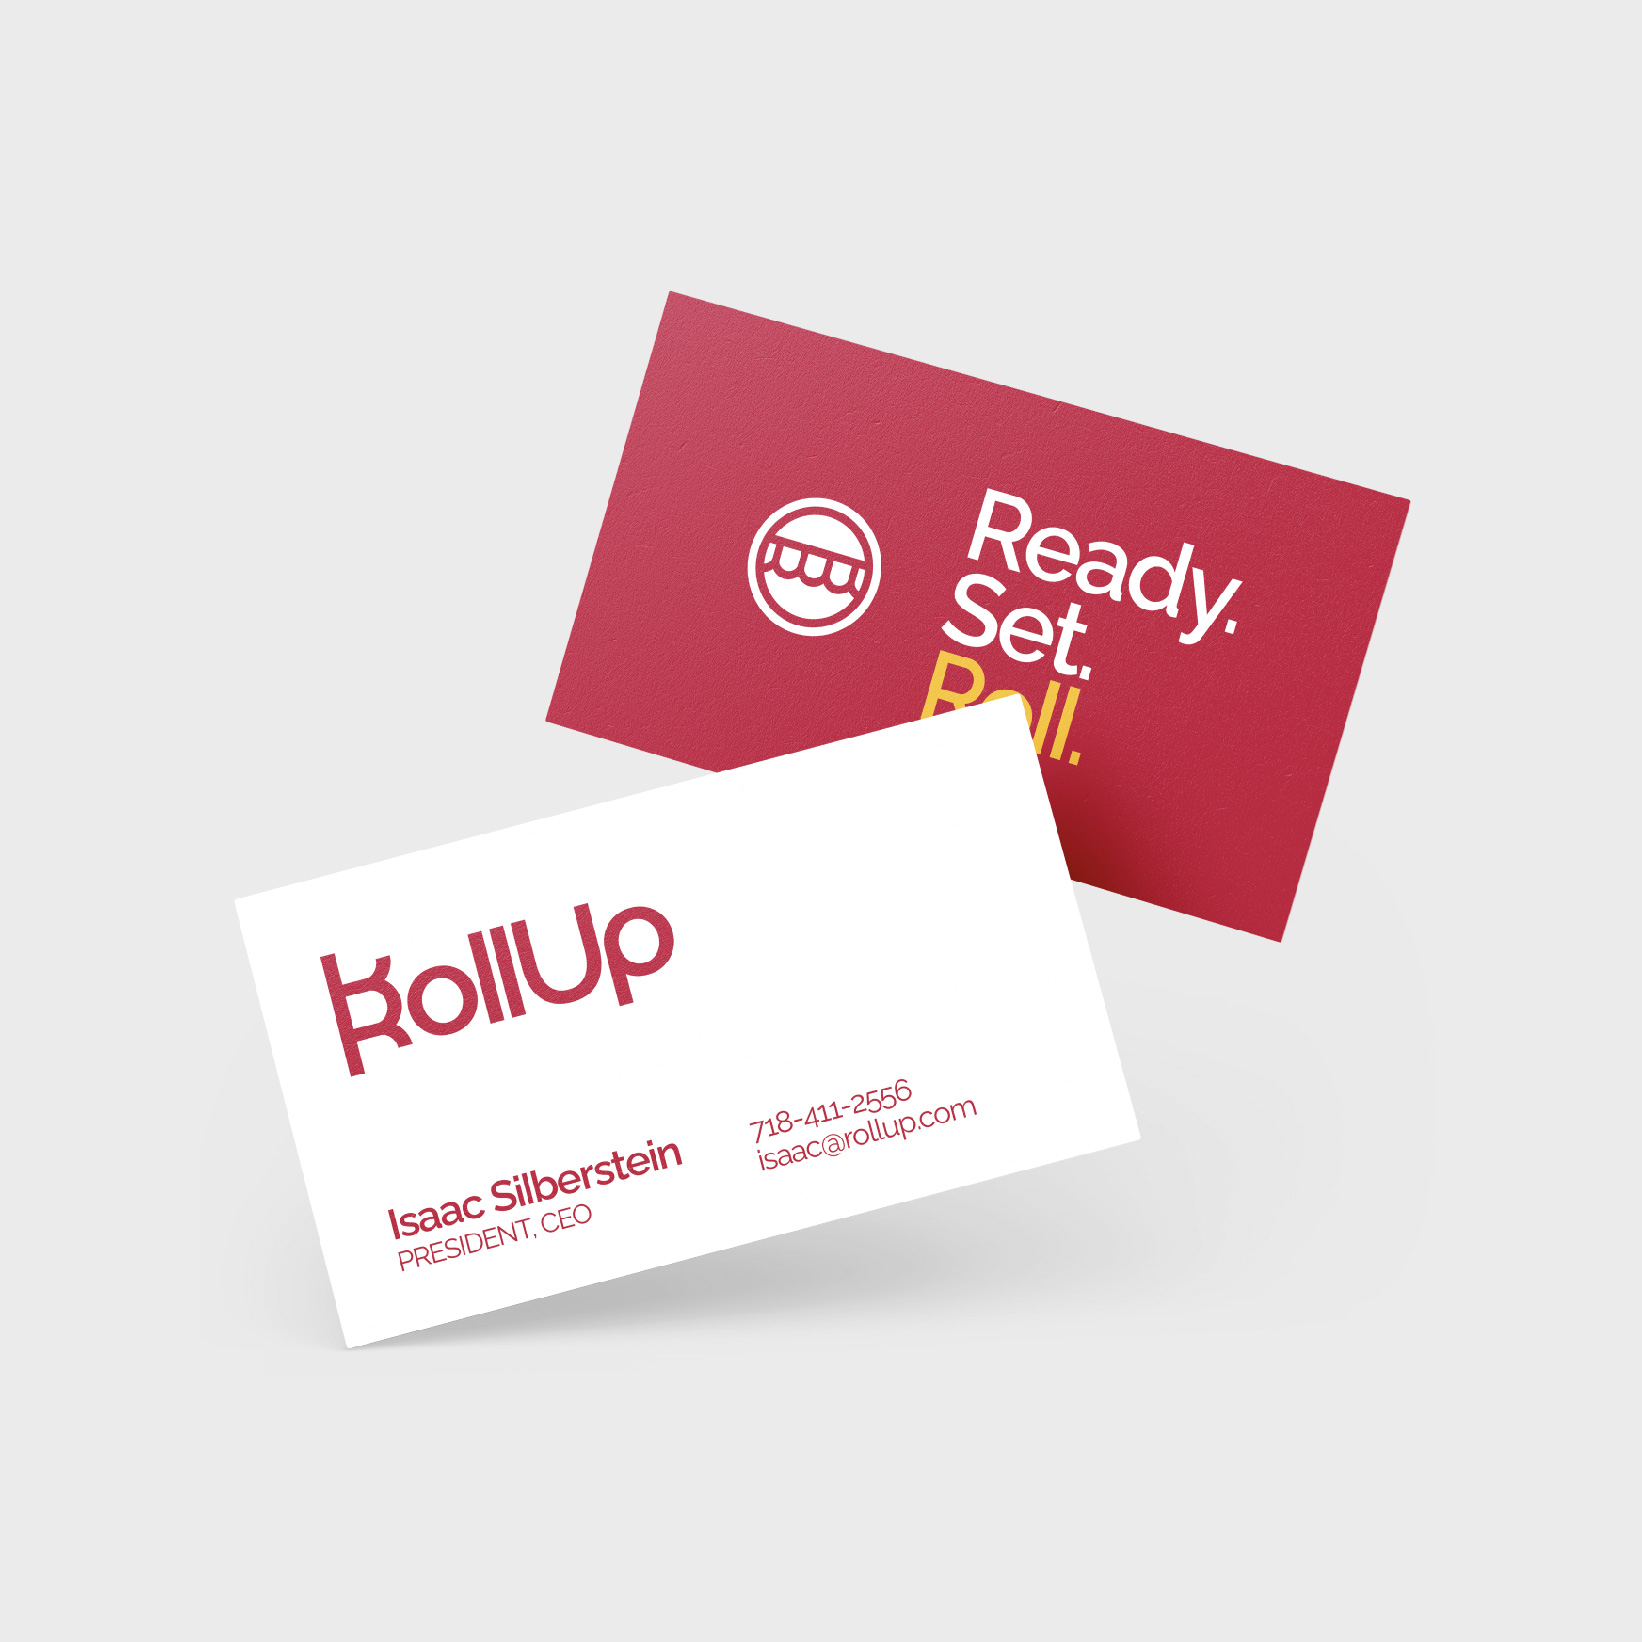 Ready.
Set.
Roll.
RollUp
Isaac Silberstein
PRESIDENT, CEO
718-411-2556
isaac@rollup.com